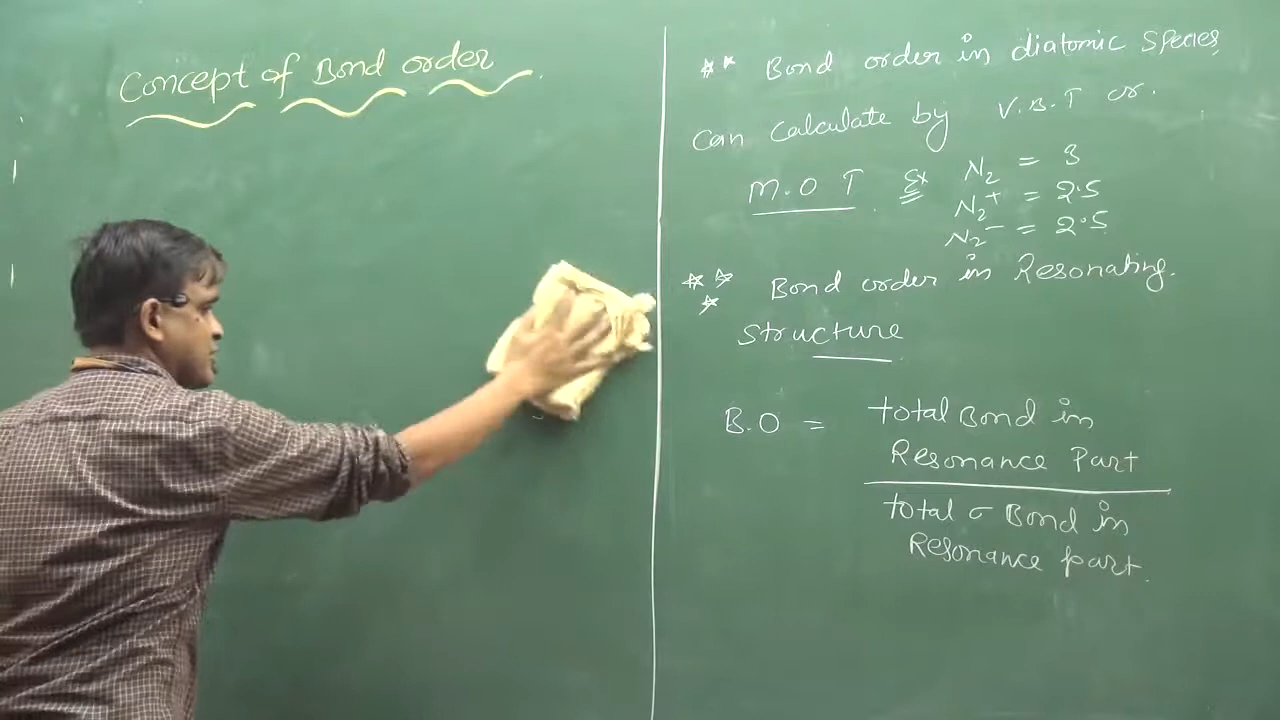 Concept of Bond order
** Bond order in diatomic Species
can calculate by V.B.T or.
M.O T Ex N₂ = 3
N₂⁺ = 2.5
N₂⁻ = 2.5
*** Bond order in Resonating.
structure
B.O = total Bond in
Resonance Part
total σ Bond in
Resonance part.